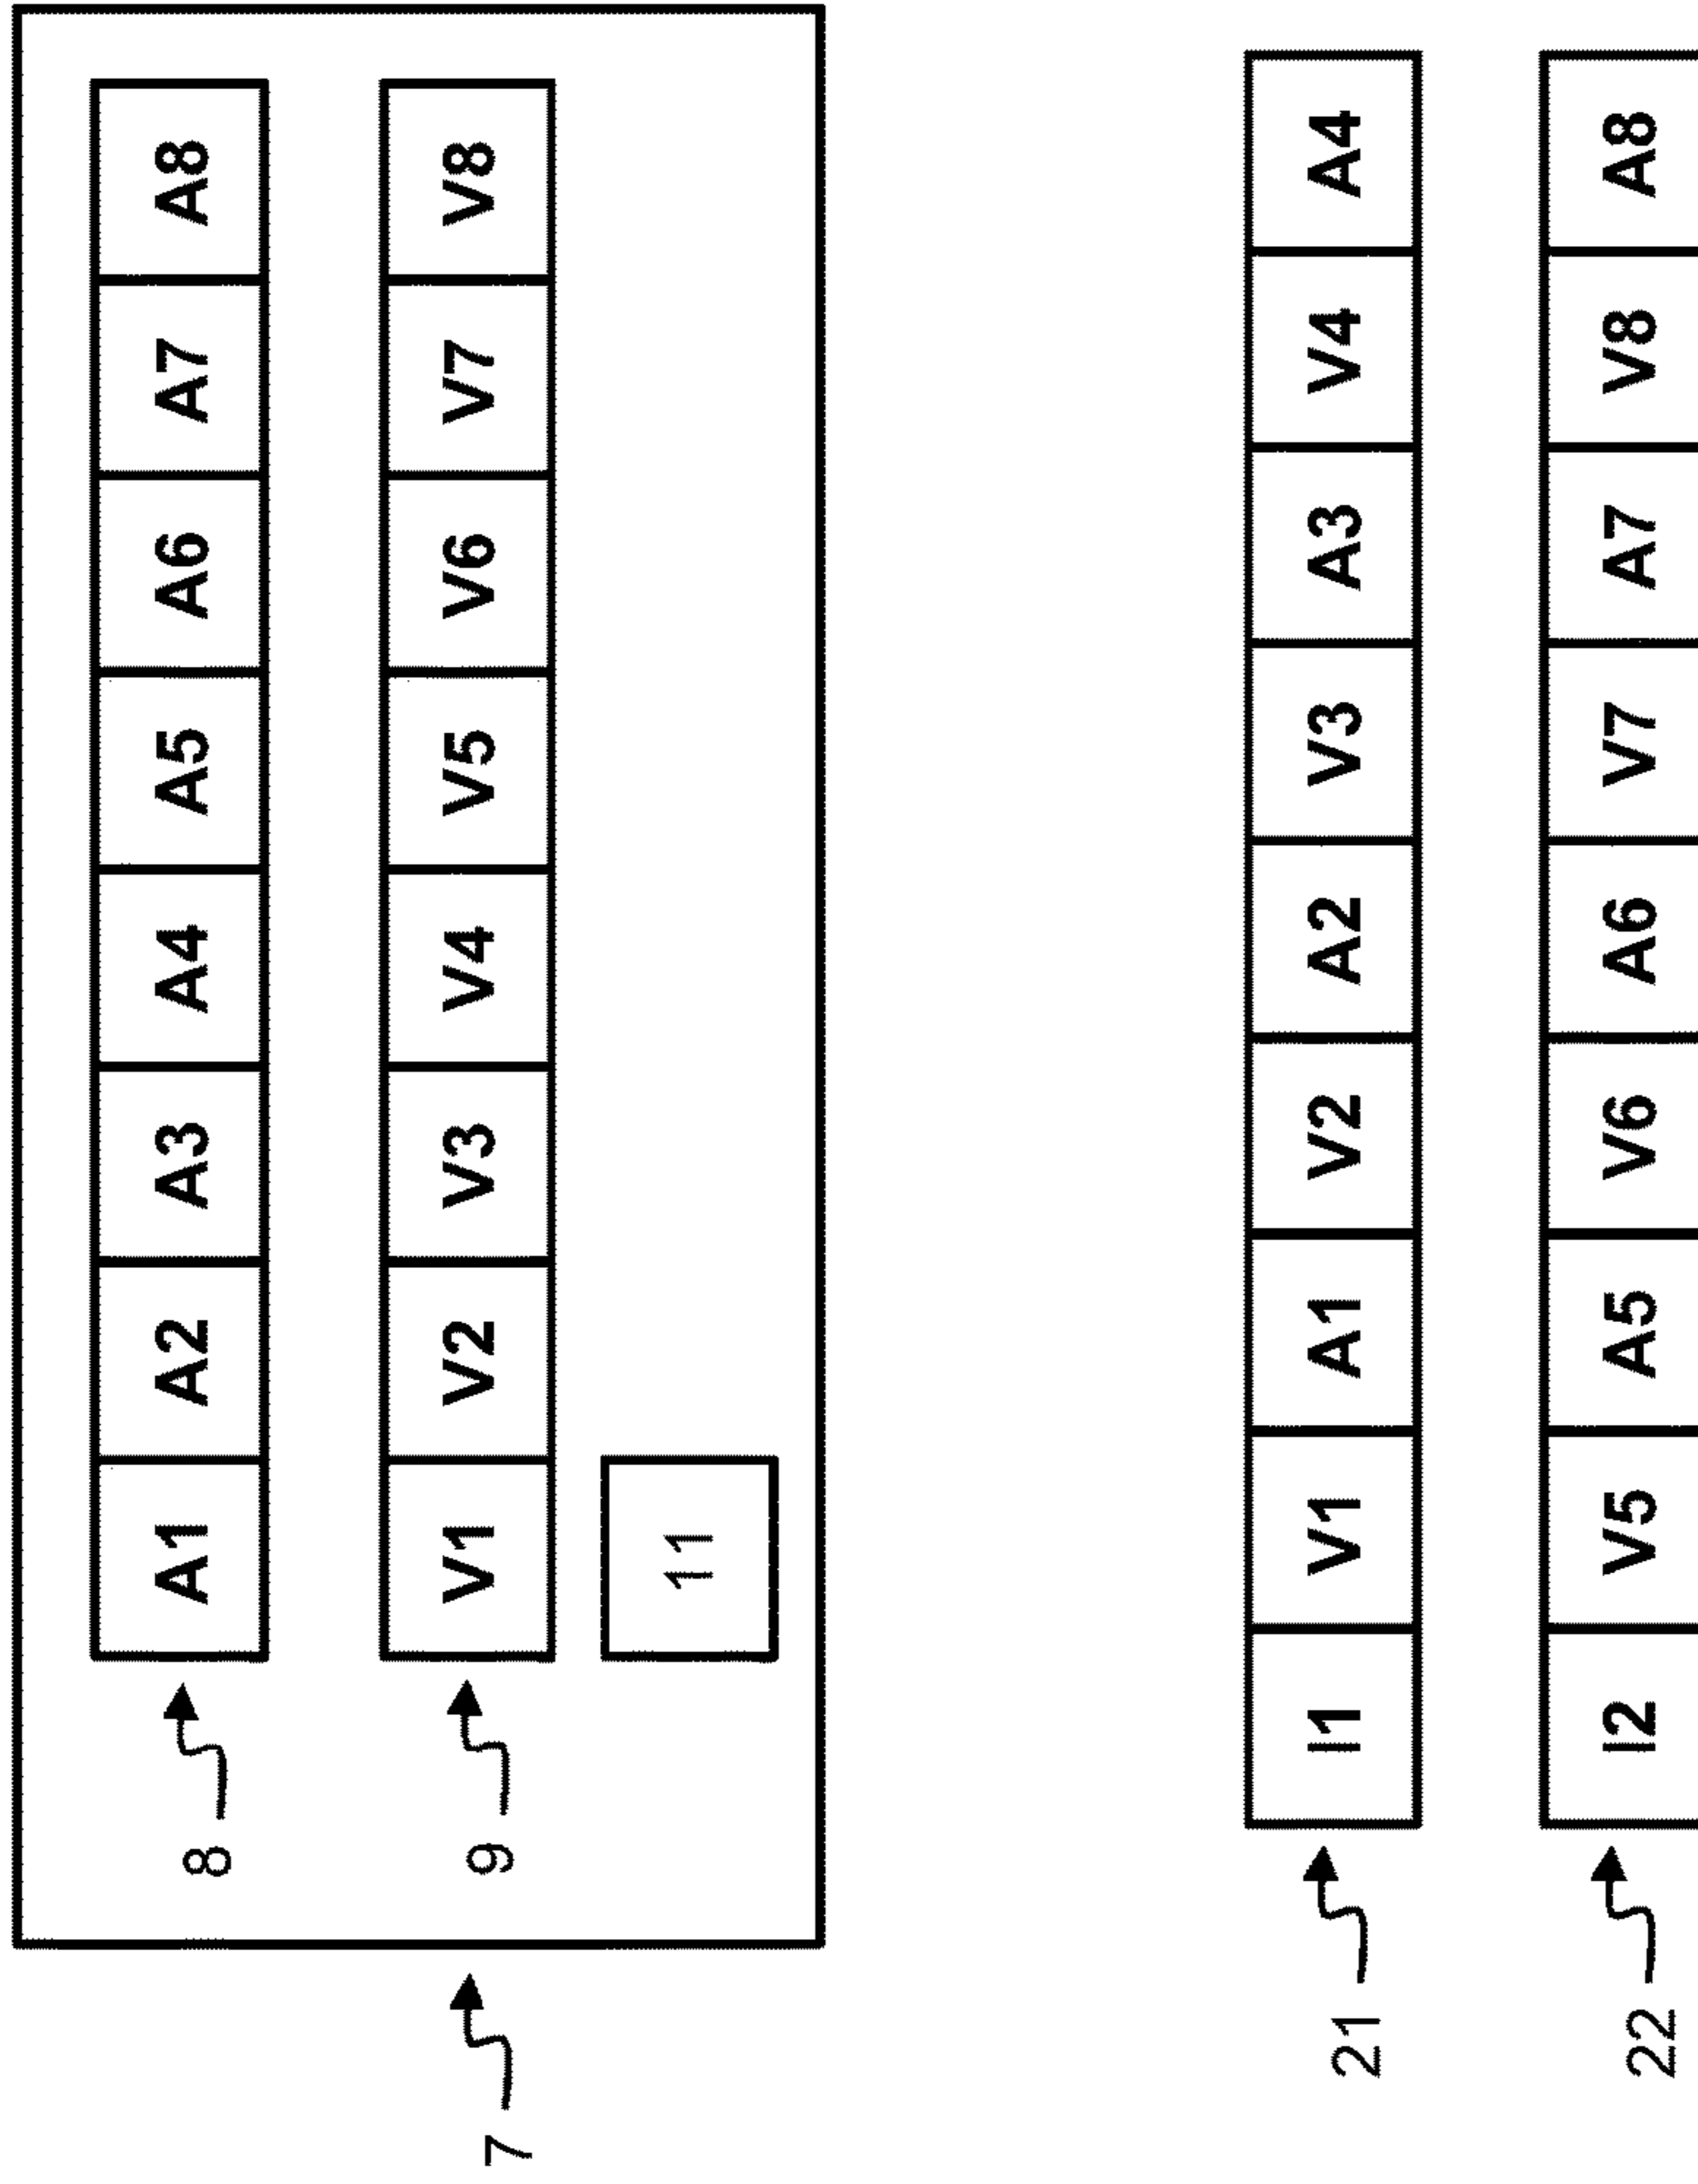 8 A1 A2 A3 A4 A5 A6 A7 A8
9 V1 V2 V3 V4 V5 V6 V7 V8
7
11
21 I1 V1 A1 V2 A2 V3 A3 V4 A4
22 I2 V5 A5 V6 A6 V7 A7 V8 A8